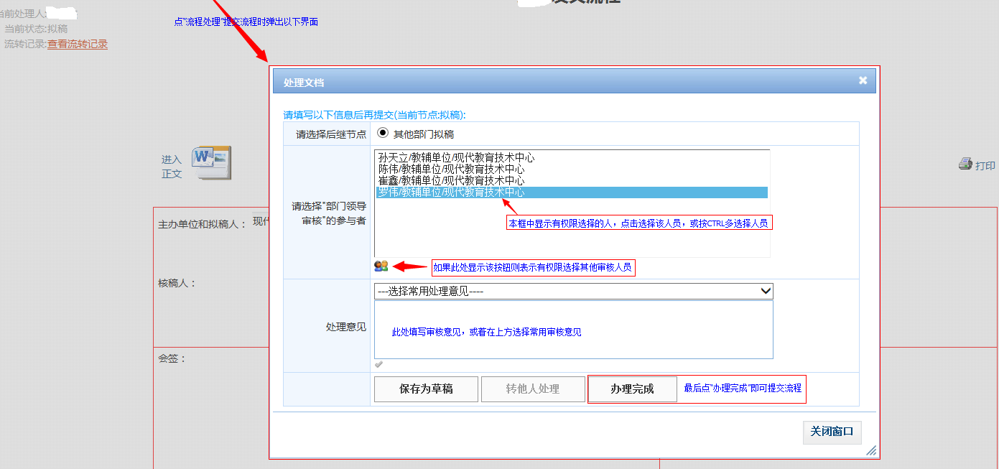 当前处理人:
发文流程
点"流程处理"提交流程时弹出以下界面
当前状态:拟稿
流转记录:查看流转记录
处理文档
请填写以下信息后再提交(当前节点:拟稿):
请选择后继节点
其他部门拟稿
孙天立/教辅单位/现代教育技术中心
陈伟/教辅单位/现代教育技术中心
崔鑫/教辅单位/现代教育技术中心
罗伟/教辅单位/现代教育技术中心
进入
正文
打印
请选择"部门领导
审核"的参与者
主办单位和拟稿人：
现代
本框中显示有权限选择的人，点击选择该人员，或按CTRL多选择人员
如果此处显示该按钮则表示有权限选择其他审核人员
核稿人：
---选择常用处理意见----
处理意见
此处填写审核意见，或着在上方选择常用审核意见
会签：
保存为草稿
转他人处理
办理完成
最后点"办理完成"即可提交流程
关闭窗口